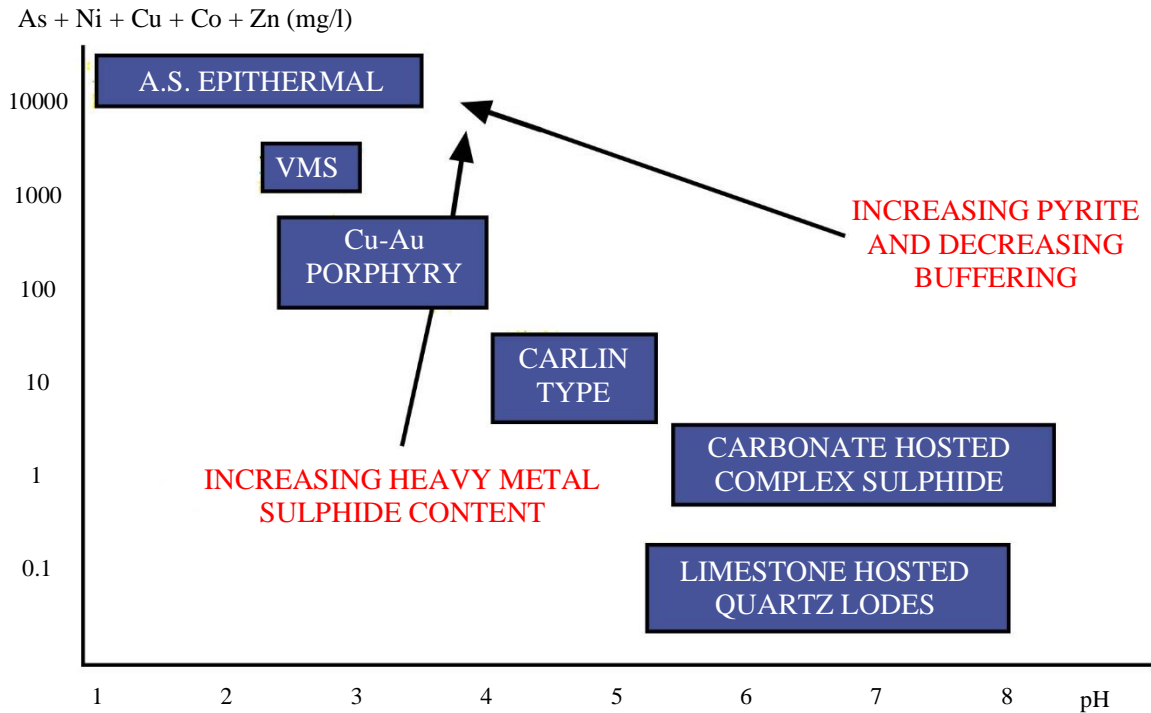 As + Ni + Cu + Co + Zn (mg/l)
A.S. EPITHERMAL
10000
VMS
1000
INCREASING PYRITE
AND DECREASING
BUFFERING
Cu-Au
PORPHYRY
100
CARLIN
TYPE
10
CARBONATE HOSTED
COMPLEX SULPHIDE
1
INCREASING HEAVY METAL
SULPHIDE CONTENT
0.1
LIMESTONE HOSTED
QUARTZ LODES
1 2 3 4 5 6 7 8 pH